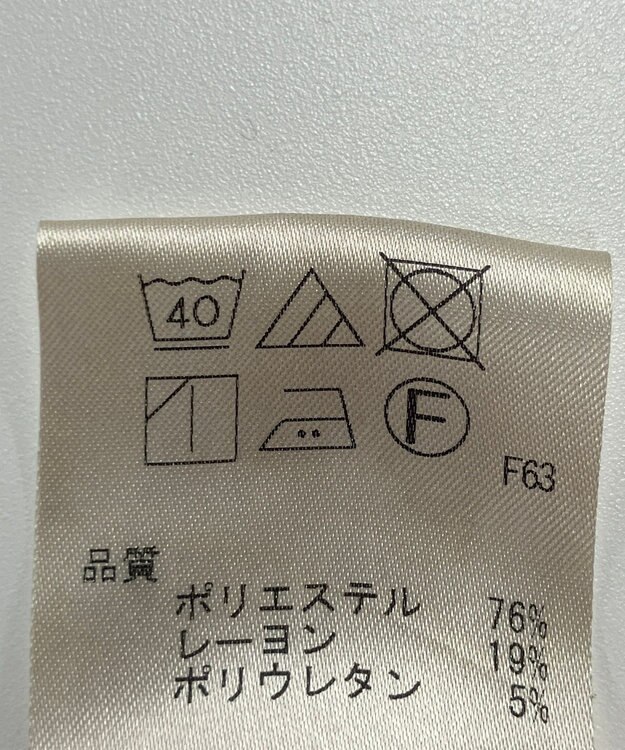 40
F
F63
品質
ポリエステル 76%
レーヨン 19%
ポリウレタン 5%